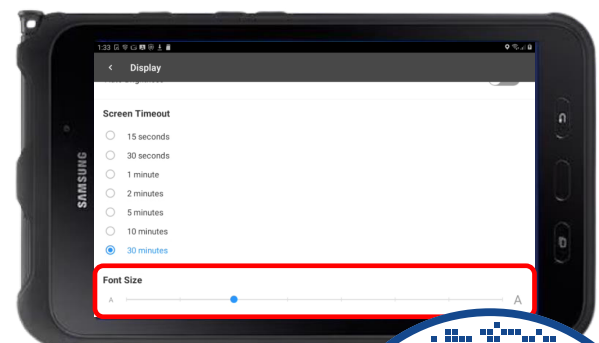 1:33
Display
Screen Timeout
15 seconds
30 seconds
1 minute
2 minutes
5 minutes
10 minutes
30 minutes
Font Size
A A
SAMSUNG